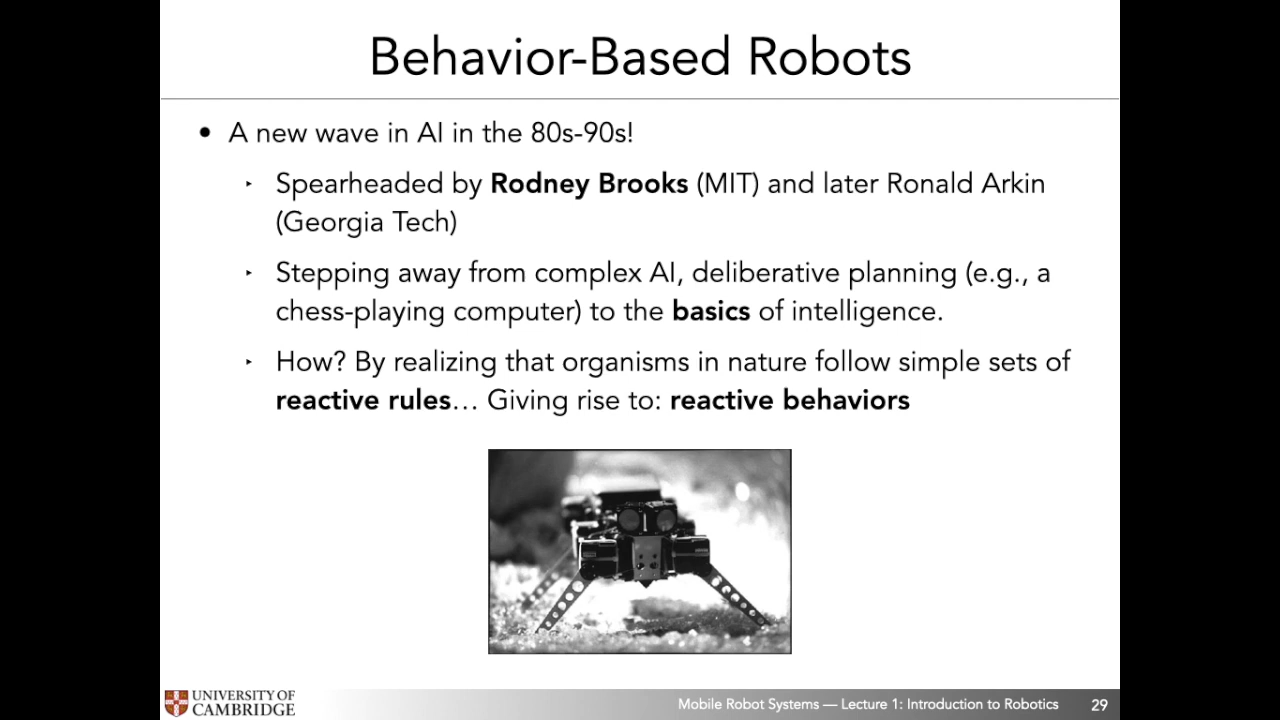 Behavior-Based Robots
• A new wave in AI in the 80s-90s!
‣ Spearheaded by Rodney Brooks (MIT) and later Ronald Arkin
(Georgia Tech)
‣ Stepping away from complex AI, deliberative planning (e.g., a
chess-playing computer) to the basics of intelligence.
‣ How? By realizing that organisms in nature follow simple sets of
reactive rules… Giving rise to: reactive behaviors
UNIVERSITY OF
CAMBRIDGE
Mobile Robot Systems — Lecture 1: Introduction to Robotics 29